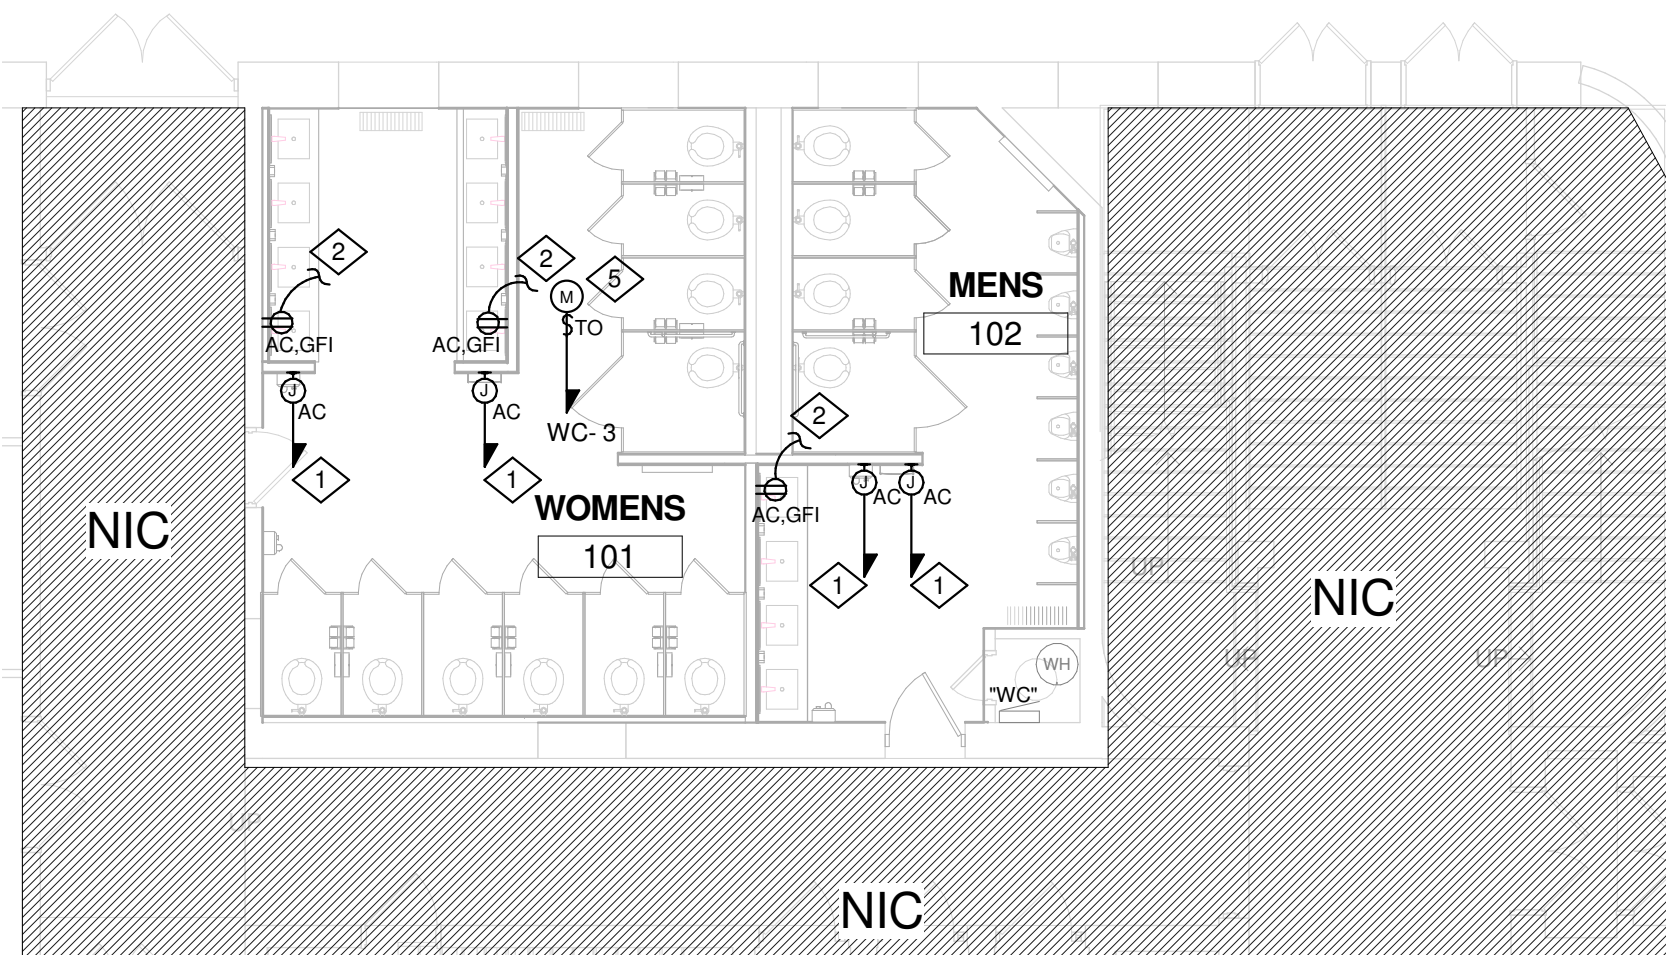 2
2
5
M
$TO
AC,GFI
AC,GFI
MENS
102
J
AC
J
AC
2
WC- 3
1
1
J
AC
J
AC
WOMENS
AC,GFI
NIC
101
1
1
UP
NIC
WH
UP
UP
"WC"
UP
NIC